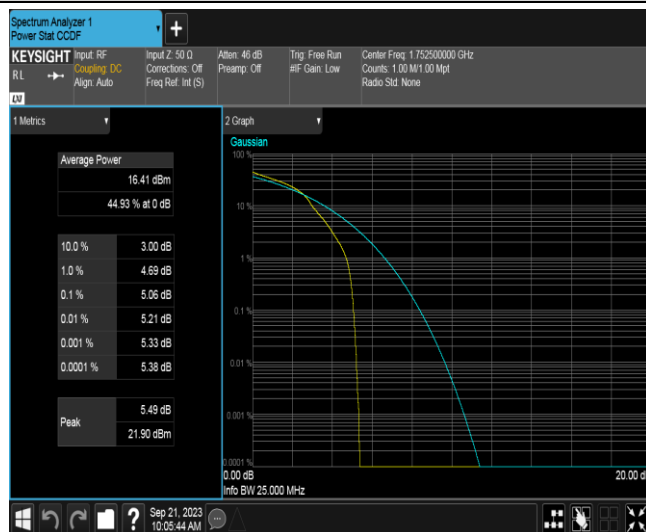 Spectrum Analyzer 1
Power Stat CCDF
+
KEYSIGHT
RL
Input: RF
Coupling: DC
Align: Auto
Input Z: 50 Ω
Corrections: Off
Freq Ref: Int (S)
Atten: 46 dB
Preamp: Off
Trig: Free Run
#IF Gain: Low
Center Freq: 1.752500000 GHz
Counts: 1.00 M/1.00 Mpt
Radio Std: None
LXI
1 Metrics
Average Power
16.41 dBm
44.93 % at 0 dB
10.0 % 3.00 dB
1.0 % 4.69 dB
0.1 % 5.06 dB
0.01 % 5.21 dB
0.001 % 5.33 dB
0.0001 % 5.38 dB
Peak
5.49 dB
21.90 dBm
2 Graph
Gaussian
100 %
10 %
1 %
0.1 %
0.01 %
0.001 %
0.0001 %
0.00 dB
20.00 d
Info BW 25.000 MHz
?
Sep 21, 2023
10:05:44 AM